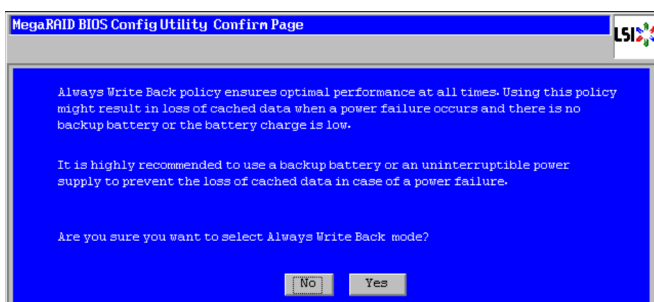 MegaRAID BIOS Config Utility Confirm Page
LSI
Always Write Back policy ensures optimal performance at all times. Using this policy
might result in loss of cached data when a power failure occurs and there is no
backup battery or the battery charge is low.
It is highly recommended to use a backup battery or an uninterruptible power
supply to prevent the loss of cached data in case of a power failure.
Are you sure you want to select Always Write Back mode?
No Yes